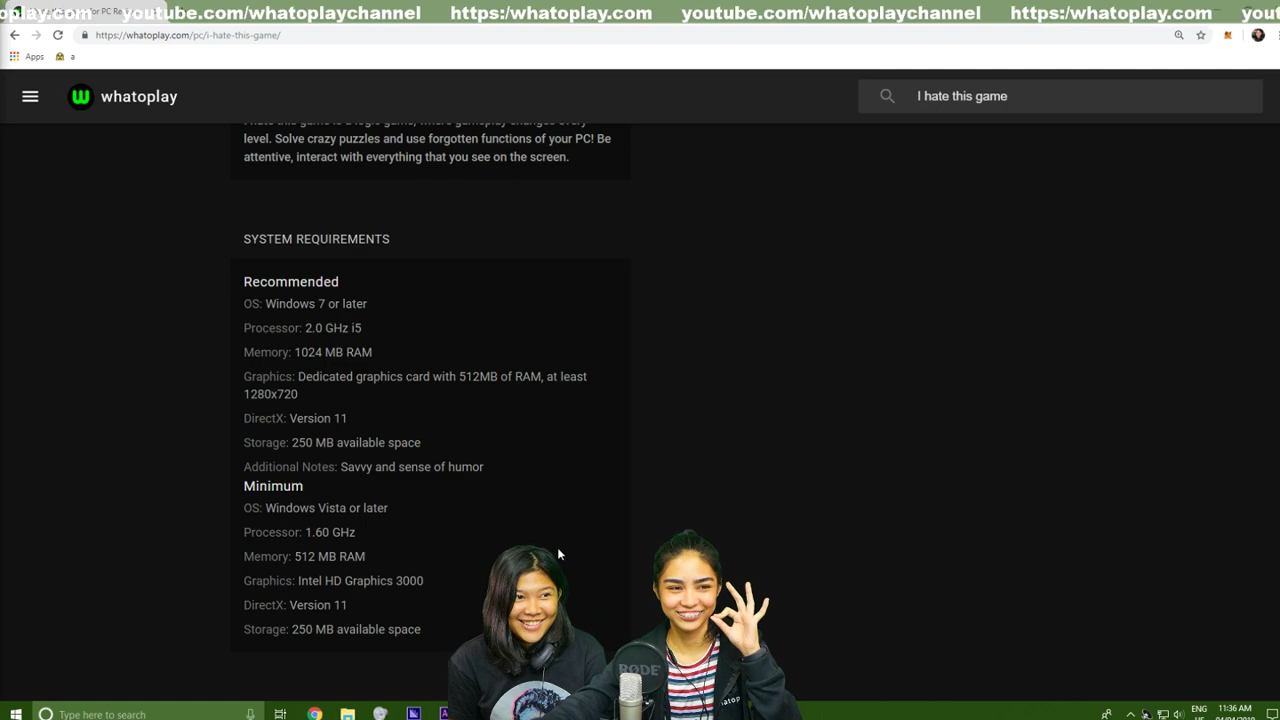 play.com youtube.com/whatoplaychannel https:/whatoplay.com youtube.com/whatoplaychannel https:/whatoplay.com yout
https://whatoplay.com/pc/i-hate-this-game/
Apps a
whatoplay
I hate this game
level. Solve crazy puzzles and use forgotten functions of your PC! Be
attentive, interact with everything that you see on the screen.
SYSTEM REQUIREMENTS
Recommended
OS: Windows 7 or later
Processor: 2.0 GHz i5
Memory: 1024 MB RAM
Graphics: Dedicated graphics card with 512MB of RAM, at least
1280x720
DirectX: Version 11
Storage: 250 MB available space
Additional Notes: Savvy and sense of humor
Minimum
OS: Windows Vista or later
Processor: 1.60 GHz
Memory: 512 MB RAM
Graphics: Intel HD Graphics 3000
DirectX: Version 11
Storage: 250 MB available space
RØDE
whatop
Type here to search
ENG
11:36 AM